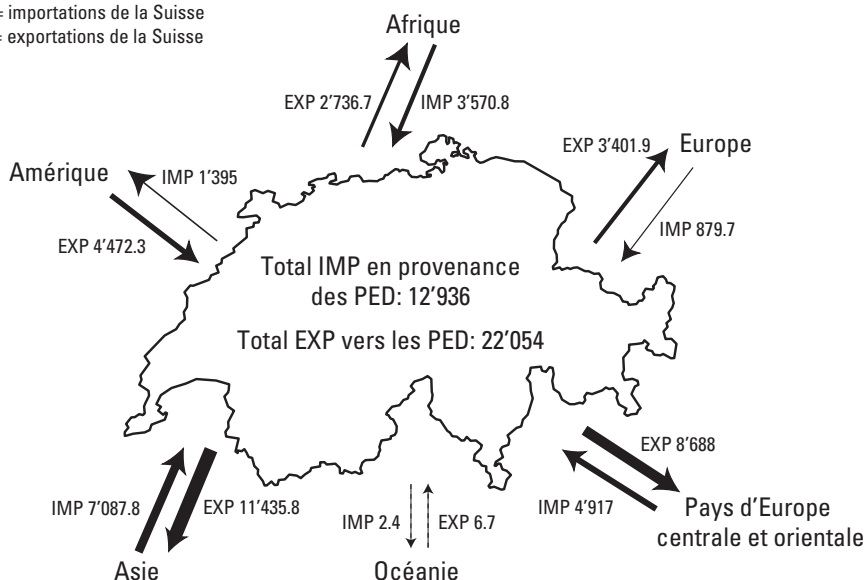 = importations de la Suisse
= exportations de la Suisse
Afrique
EXP 2’736.7
IMP 3’570.8
EXP 3’401.9
Europe
Amérique
IMP 1’395
IMP 879.7
EXP 4’472.3
Total IMP en provenance
des PED: 12’936
Total EXP vers les PED: 22’054
EXP 8’688
IMP 7’087.8
EXP 11’435.8
IMP 2.4
EXP 6.7
IMP 4’917
Pays d’Europe
centrale et orientale
Asie
Océanie